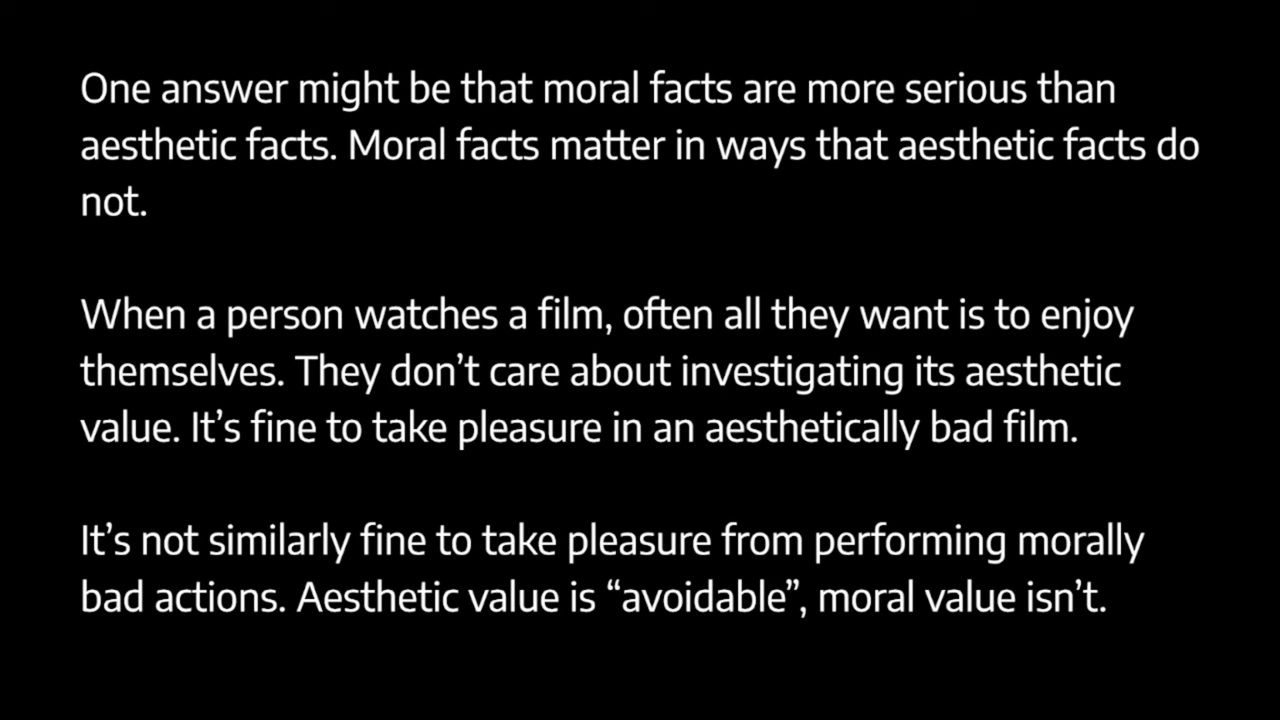 One answer might be that moral facts are more serious than
aesthetic facts. Moral facts matter in ways that aesthetic facts do
not.
When a person watches a film, often all they want is to enjoy
themselves. They don’t care about investigating its aesthetic
value. It’s fine to take pleasure in an aesthetically bad film.
It’s not similarly fine to take pleasure from performing morally
bad actions. Aesthetic value is “avoidable”, moral value isn’t.